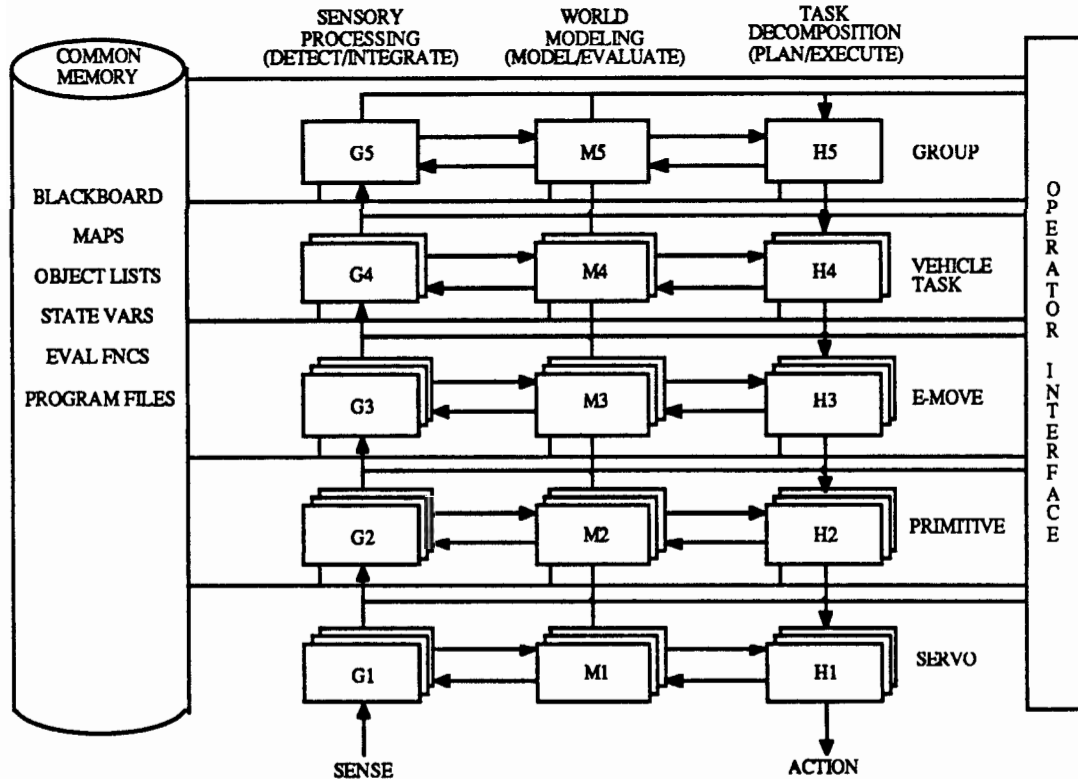 SENSORY
PROCESSING
(DETECT/INTEGRATE)
WORLD
MODELING
(MODEL/EVALUATE)
TASK
DECOMPOSITION
(PLAN/EXECUTE)
COMMON
MEMORY
BLACKBOARD
MAPS
OBJECT LISTS
STATE VARS
EVAL FNCS
PROGRAM FILES
G5
M5
H5
GROUP
G4
M4
H4
VEHICLE
TASK
G3
M3
H3
E-MOVE
G2
M2
H2
PRIMITIVE
G1
M1
H1
SERVO
SENSE
ACTION
OPERATOR INTERFACE